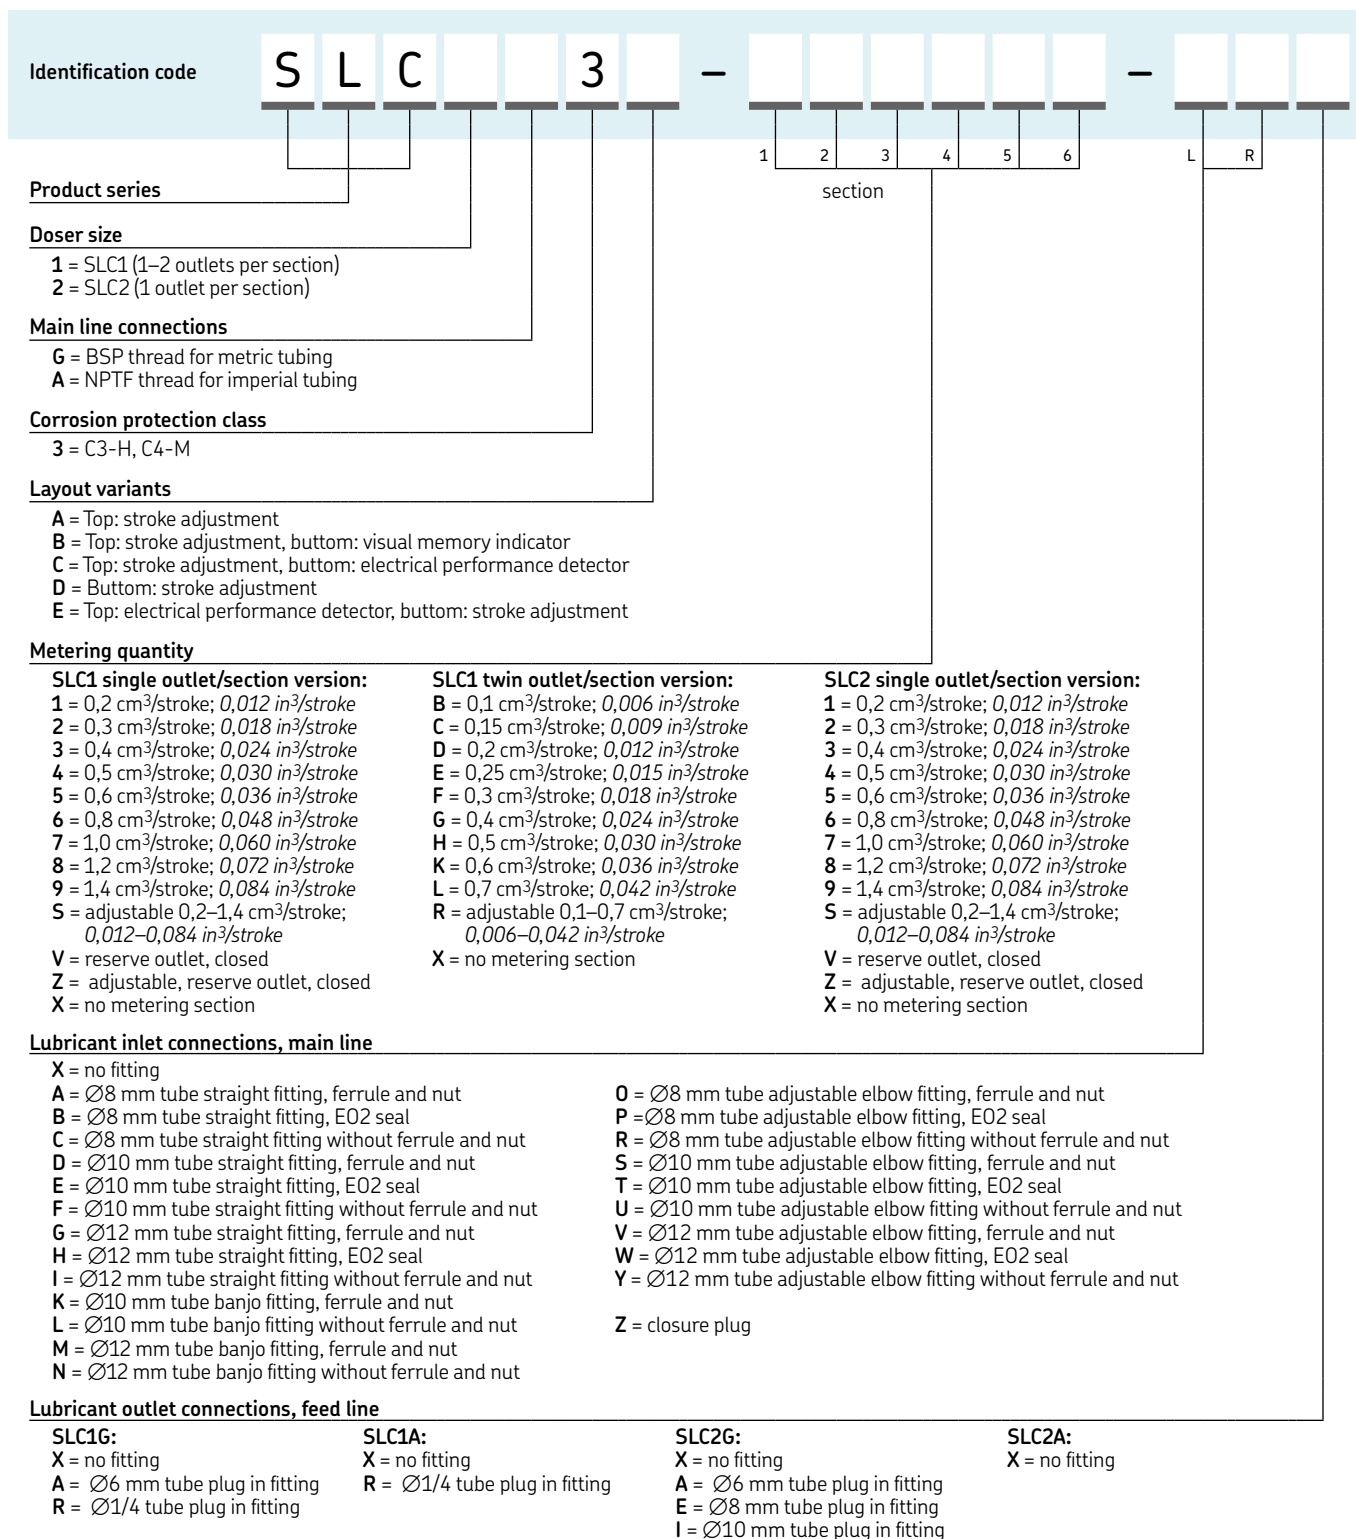 Identification code S L C 3 – –
1 2 3 4 5 6 L R
Product series section
Doser size
1 = SLC1 (1–2 outlets per section)
2 = SLC2 (1 outlet per section)
Main line connections
G = BSP thread for metric tubing
A = NPTF thread for imperial tubing
Corrosion protection class
3 = C3-H, C4-M
Layout variants
A = Top: stroke adjustment
B = Top: stroke adjustment, buttom: visual memory indicator
C = Top: stroke adjustment, buttom: electrical performance detector
D = Buttom: stroke adjustment
E = Top: electrical performance detector, buttom: stroke adjustment
Metering quantity
SLC1 single outlet/section version:
1 = 0,2 cm³/stroke; 0,012 in³/stroke
2 = 0,3 cm³/stroke; 0,018 in³/stroke
3 = 0,4 cm³/stroke; 0,024 in³/stroke
4 = 0,5 cm³/stroke; 0,030 in³/stroke
5 = 0,6 cm³/stroke; 0,036 in³/stroke
6 = 0,8 cm³/stroke; 0,048 in³/stroke
7 = 1,0 cm³/stroke; 0,060 in³/stroke
8 = 1,2 cm³/stroke; 0,072 in³/stroke
9 = 1,4 cm³/stroke; 0,084 in³/stroke
S = adjustable 0,2–1,4 cm³/stroke;
0,012–0,084 in³/stroke
V = reserve outlet, closed
Z = adjustable, reserve outlet, closed
X = no metering section
SLC1 twin outlet/section version:
B = 0,1 cm³/stroke; 0,006 in³/stroke
C = 0,15 cm³/stroke; 0,009 in³/stroke
D = 0,2 cm³/stroke; 0,012 in³/stroke
E = 0,25 cm³/stroke; 0,015 in³/stroke
F = 0,3 cm³/stroke; 0,018 in³/stroke
G = 0,4 cm³/stroke; 0,024 in³/stroke
H = 0,5 cm³/stroke; 0,030 in³/stroke
K = 0,6 cm³/stroke; 0,036 in³/stroke
L = 0,7 cm³/stroke; 0,042 in³/stroke
R = adjustable 0,1–0,7 cm³/stroke;
0,006–0,042 in³/stroke
X = no metering section
SLC2 single outlet/section version:
1 = 0,2 cm³/stroke; 0,012 in³/stroke
2 = 0,3 cm³/stroke; 0,018 in³/stroke
3 = 0,4 cm³/stroke; 0,024 in³/stroke
4 = 0,5 cm³/stroke; 0,030 in³/stroke
5 = 0,6 cm³/stroke; 0,036 in³/stroke
6 = 0,8 cm³/stroke; 0,048 in³/stroke
7 = 1,0 cm³/stroke; 0,060 in³/stroke
8 = 1,2 cm³/stroke; 0,072 in³/stroke
9 = 1,4 cm³/stroke; 0,084 in³/stroke
S = adjustable 0,2–1,4 cm³/stroke;
0,012–0,084 in³/stroke
V = reserve outlet, closed
Z = adjustable, reserve outlet, closed
X = no metering section
Lubricant inlet connections, main line
X = no fitting
A = Ø8 mm tube straight fitting, ferrule and nut
B = Ø8 mm tube straight fitting, EO2 seal
C = Ø8 mm tube straight fitting without ferrule and nut
D = Ø10 mm tube straight fitting, ferrule and nut
E = Ø10 mm tube straight fitting, EO2 seal
F = Ø10 mm tube straight fitting without ferrule and nut
G = Ø12 mm tube straight fitting, ferrule and nut
H = Ø12 mm tube straight fitting, EO2 seal
I = Ø12 mm tube straight fitting without ferrule and nut
K = Ø10 mm tube banjo fitting, ferrule and nut
L = Ø10 mm tube banjo fitting without ferrule and nut
M = Ø12 mm tube banjo fitting, ferrule and nut
N = Ø12 mm tube banjo fitting without ferrule and nut
O = Ø8 mm tube adjustable elbow fitting, ferrule and nut
P =Ø8 mm tube adjustable elbow fitting, EO2 seal
R = Ø8 mm tube adjustable elbow fitting without ferrule and nut
S = Ø10 mm tube adjustable elbow fitting, ferrule and nut
T = Ø10 mm tube adjustable elbow fitting, EO2 seal
U = Ø10 mm tube adjustable elbow fitting without ferrule and nut
V = Ø12 mm tube adjustable elbow fitting, ferrule and nut
W = Ø12 mm tube adjustable elbow fitting, EO2 seal
Y = Ø12 mm tube adjustable elbow fitting without ferrule and nut
Z = closure plug
Lubricant outlet connections, feed line
SLC1G:
X = no fitting
A = Ø6 mm tube plug in fitting
R = Ø1/4 tube plug in fitting
SLC1A:
X = no fitting
R = Ø1/4 tube plug in fitting
SLC2G:
X = no fitting
A = Ø6 mm tube plug in fitting
E = Ø8 mm tube plug in fitting
I = Ø10 mm tube plug in fitting
SLC2A:
X = no fitting